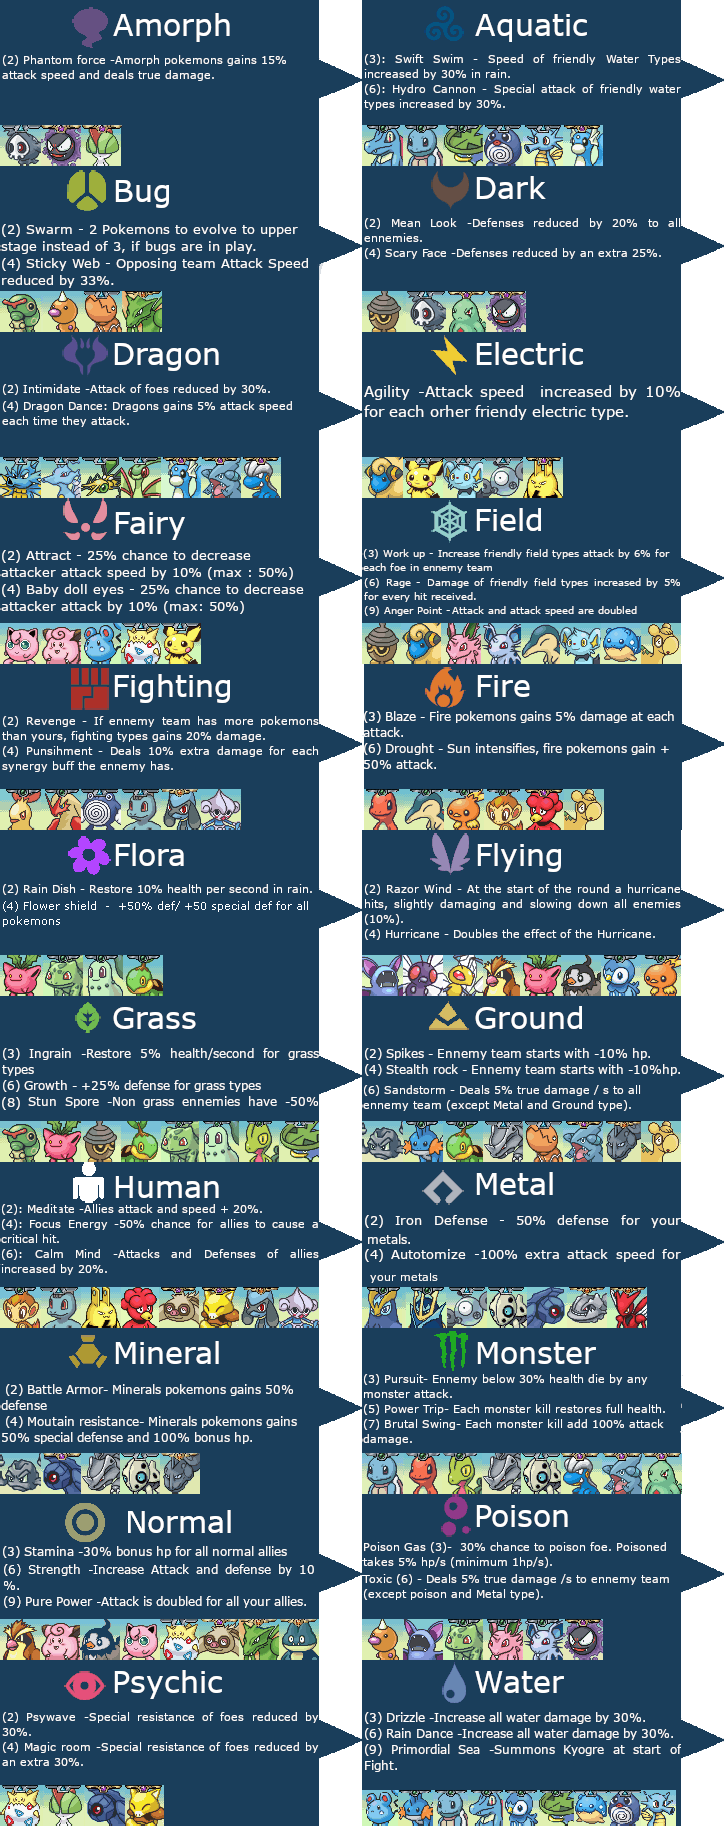 Amorph
(2) Phantom force -Amorph pokemons gains 15%
attack speed and deals true damage.
Aquatic
(3): Swift Swim - Speed of friendly Water Types
increased by 30% in rain.
(6): Hydro Cannon - Special attack of friendly water
types increased by 30%.
Bug
(2) Swarm - 2 Pokemons to evolve to upper
stage instead of 3, if bugs are in play.
(4) Sticky Web - Opposing team Attack Speed
reduced by 33%.
Dark
(2) Mean Look -Defenses reduced by 20% to all
ennemies.
(4) Scary Face -Defenses reduced by an extra 25%.
Dragon
(2) Intimidate -Attack of foes reduced by 30%.
(4) Dragon Dance: Dragons gains 5% attack speed
each time they attack.
Electric
Agility -Attack speed increased by 10%
for each orher friendy electric type.
Fairy
(2) Attract - 25% chance to decrease
attacker attack speed by 10% (max : 50%)
(4) Baby doll eyes - 25% chance to decrease
attacker attack by 10% (max: 50%)
Field
(3) Work up - Increase friendly field types attack by 6% for
each foe in ennemy team
(6) Rage - Damage of friendly field types increased by 5%
for every hit received.
(9) Anger Point -Attack and attack speed are doubled
Fighting
(2) Revenge - If ennemy team has more pokemons
than yours, fighting types gains 20% damage.
(4) Punsihment - Deals 10% extra damage for each
synergy buff the ennemy has.
Fire
(3) Blaze - Fire pokemons gains 5% damage at each
attack.
(6) Drought - Sun intensifies, fire pokemons gain +
50% attack.
Flora
(2) Rain Dish - Restore 10% health per second in rain.
(4) Flower shield - +50% def/ +50 special def for all
pokemons
Flying
(2) Razor Wind - At the start of the round a hurricane
hits, slightly damaging and slowing down all enemies
(10%).
(4) Hurricane - Doubles the effect of the Hurricane.
Grass
(3) Ingrain -Restore 5% health/second for grass
types
(6) Growth - +25% defense for grass types
(8) Stun Spore -Non grass ennemies have -50%
Ground
(2) Spikes - Ennemy team starts with -10% hp.
(4) Stealth rock - Ennemy team starts with -10%hp.
(6) Sandstorm - Deals 5% true damage / s to all
ennemy team (except Metal and Ground type).
Human
(2): Meditate -Allies attack and speed + 20%.
(4): Focus Energy -50% chance for allies to cause a
critical hit.
(6): Calm Mind -Attacks and Defenses of allies
increased by 20%.
Metal
(2) Iron Defense - 50% defense for your
metals.
(4) Autotomize -100% extra attack speed for
your metals
Mineral
(2) Battle Armor- Minerals pokemons gains 50%
defense
(4) Moutain resistance- Minerals pokemons gains
50% special defense and 100% bonus hp.
Monster
(3) Pursuit- Ennemy below 30% health die by any
monster attack.
(5) Power Trip- Each monster kill restores full health.
(7) Brutal Swing- Each monster kill add 100% attack
damage.
Normal
(3) Stamina -30% bonus hp for all normal allies
(6) Strength -Increase Attack and defense by 10
%.
(9) Pure Power -Attack is doubled for all your allies.
Poison
Poison Gas (3)- 30% chance to poison foe. Poisoned
takes 5% hp/s (minimum 1hp/s).
Toxic (6) - Deals 5% true damage /s to ennemy team
(except poison and Metal type).
Psychic
(2) Psywave -Special resistance of foes reduced by
30%.
(4) Magic room -Special resistance of foes reduced by
an extra 30%.
Water
(3) Drizzle -Increase all water damage by 30%.
(6) Rain Dance -Increase all water damage by 30%.
(9) Primordial Sea -Summons Kyogre at start of
Fight.